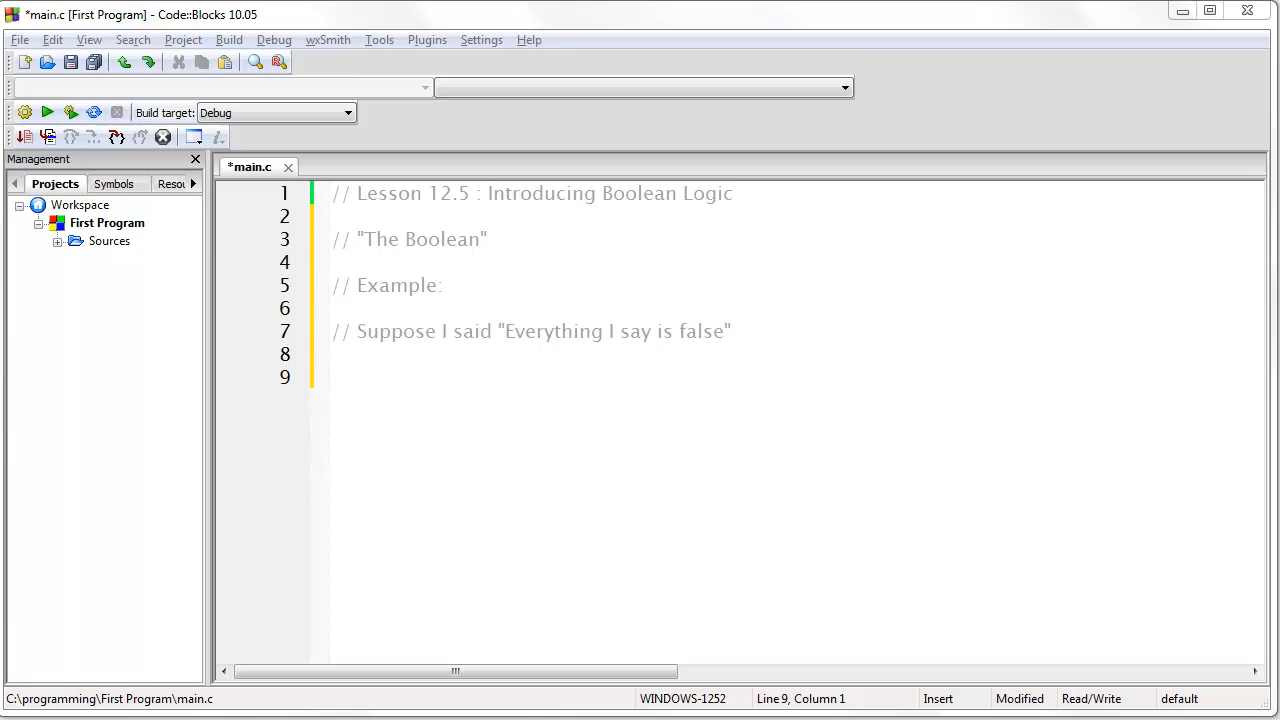 *main.c [First Program] - Code::Blocks 10.05
File Edit View Search Project Build Debug wxSmith Tools Plugins Settings Help
Build target: Debug
Management
Projects Symbols Resou
Workspace
First Program
Sources
*main.c
1 // Lesson 12.5 : Introducing Boolean Logic
2
3 // "The Boolean"
4
5 // Example:
6
7 // Suppose I said "Everything I say is false"
8
9
C:\programming\First Program\main.c WINDOWS-1252 Line 9, Column 1 Insert Modified Read/Write default